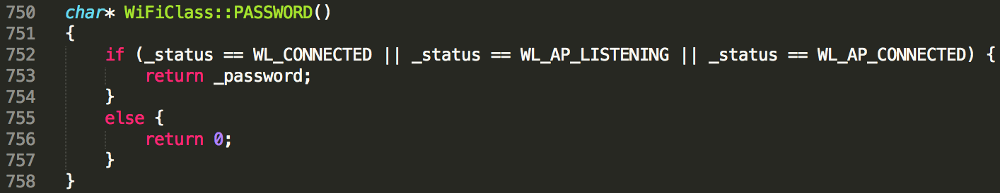 750 char* WiFiClass::PASSWORD()
751 {
752 if (_status == WL_CONNECTED || _status == WL_AP_LISTENING || _status == WL_AP_CONNECTED) {
753 return _password;
754 }
755 else {
756 return 0;
757 }
758 }